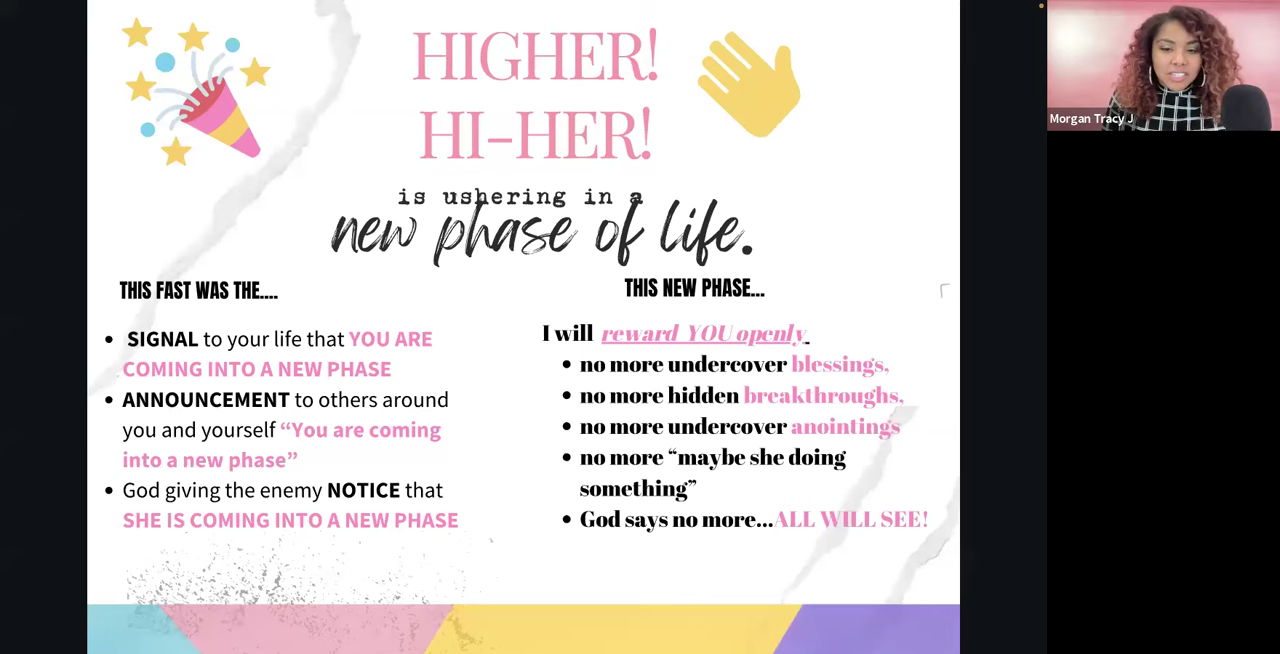 HIGHER!
HI-HER!
is ushering in a
new phase of life.
THIS FAST WAS THE....
SIGNAL to your life that YOU ARE
COMING INTO A NEW PHASE
ANNOUNCEMENT to others around
you and yourself “You are coming
into a new phase”
God giving the enemy NOTICE that
SHE IS COMING INTO A NEW PHASE
THIS NEW PHASE...
I will reward YOU openly
no more undercover blessings,
no more hidden breakthroughs,
no more undercover anointings
no more “maybe she doing
something”
God says no more...ALL WILL SEE!
Morgan Tracy J